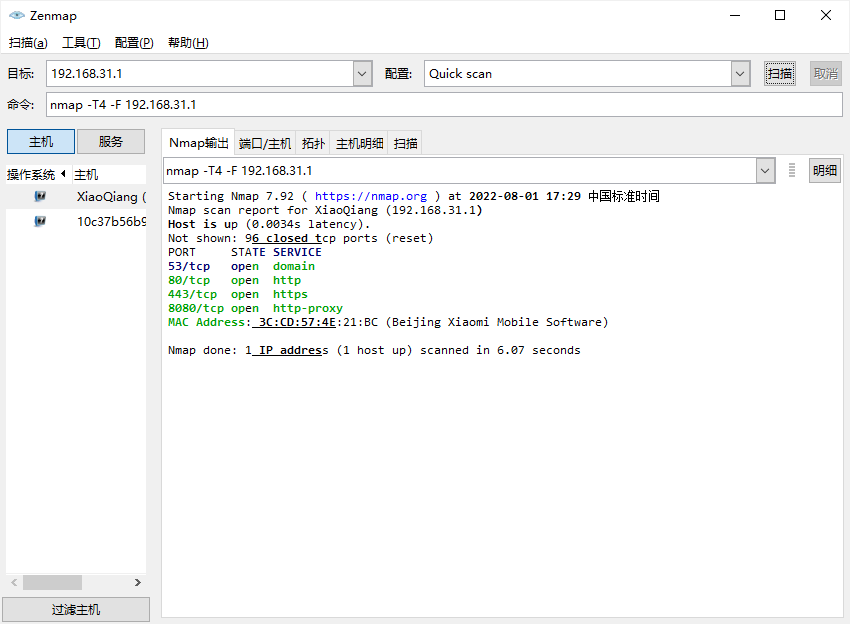 Zenmap
扫描(a) 工具(T) 配置(P) 帮助(H)
目标: 192.168.31.1 配置: Quick scan 扫描 取消
命令: nmap -T4 -F 192.168.31.1
主机 服务
Nmap输出 端口/主机 拓扑 主机明细 扫描
操作系统 主机
nmap -T4 -F 192.168.31.1 明细
XiaoQiang (
10c37b56b9
Starting Nmap 7.92 ( https://nmap.org ) at 2022-08-01 17:29 中国标准时间
Nmap scan report for XiaoQiang (192.168.31.1)
Host is up (0.0034s latency).
Not shown: 96 closed tcp ports (reset)
PORT STATE SERVICE
53/tcp open domain
80/tcp open http
443/tcp open https
8080/tcp open http-proxy
MAC Address: 3C:CD:57:4E:21:BC (Beijing Xiaomi Mobile Software)
Nmap done: 1 IP address (1 host up) scanned in 6.07 seconds
过滤主机